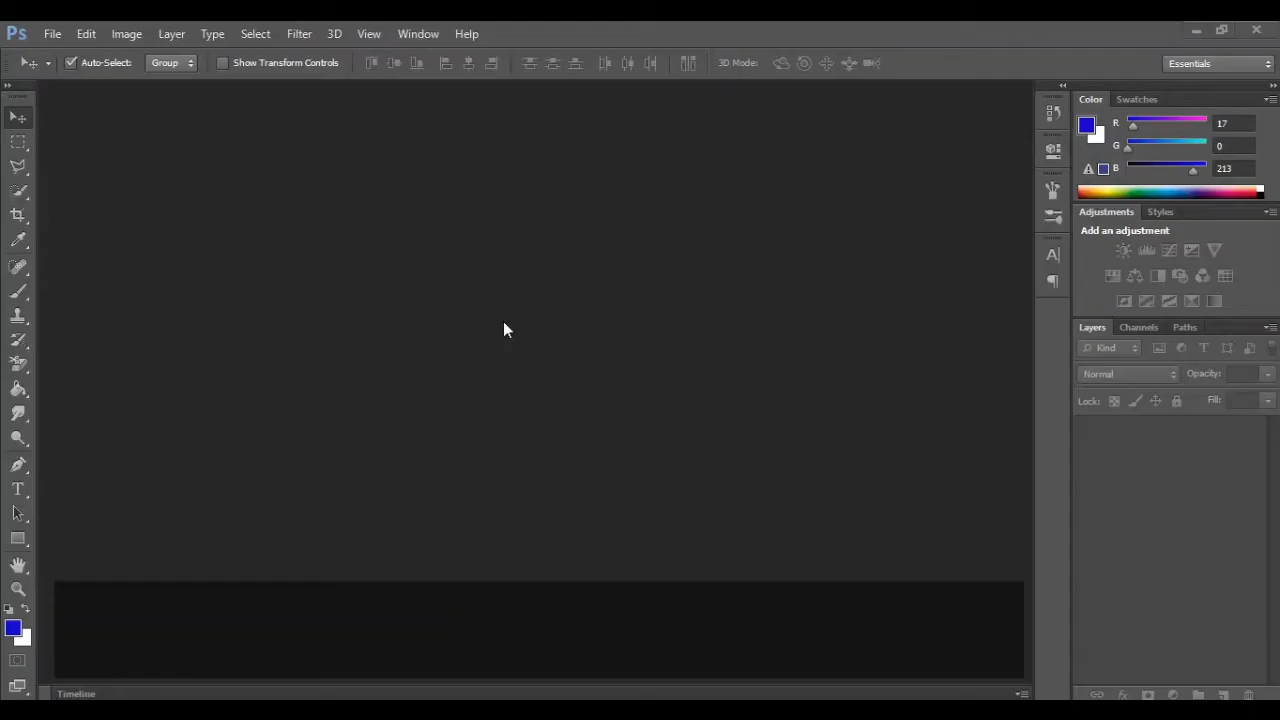 Ps File Edit Image Layer Type Select Filter 3D View Window Help
Auto-Select: Group Show Transform Controls 3D Mode: Essentials
Color Swatches
R 17
G 0
B 213
Adjustments Styles
Add an adjustment
Layers Channels Paths
Kind
Normal Opacity:
Lock: Fill:
Timeline